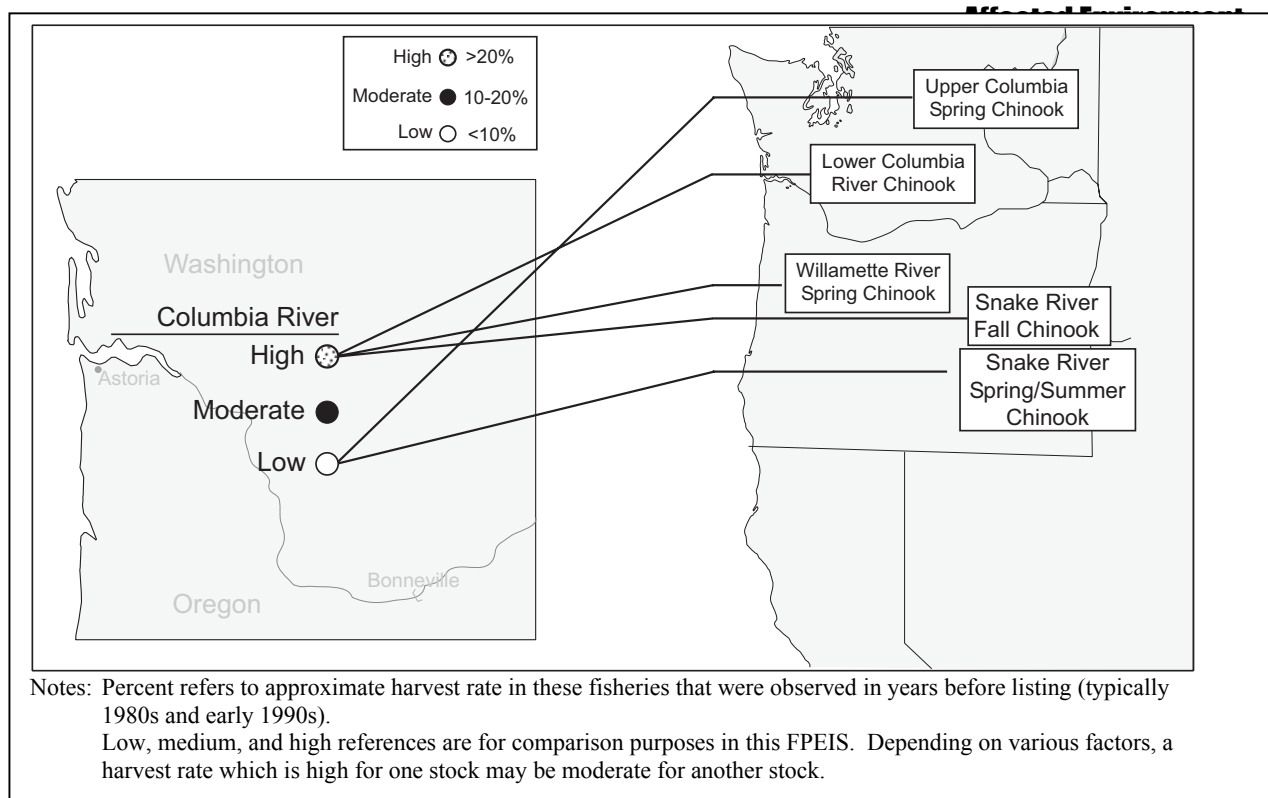 High >20%
Moderate 10-20%
Low <10%
Upper Columbia
Spring Chinook
Lower Columbia
River Chinook
Washington
Willamette River
Spring Chinook
Columbia River
Snake River
Fall Chinook
High
Astoria
Snake River
Spring/Summer
Chinook
Moderate
Low
Bonneville
Oregon
Notes: Percent refers to approximate harvest rate in these fisheries that were observed in years before listing (typically
1980s and early 1990s).
Low, medium, and high references are for comparison purposes in this FPEIS. Depending on various factors, a
harvest rate which is high for one stock may be moderate for another stock.